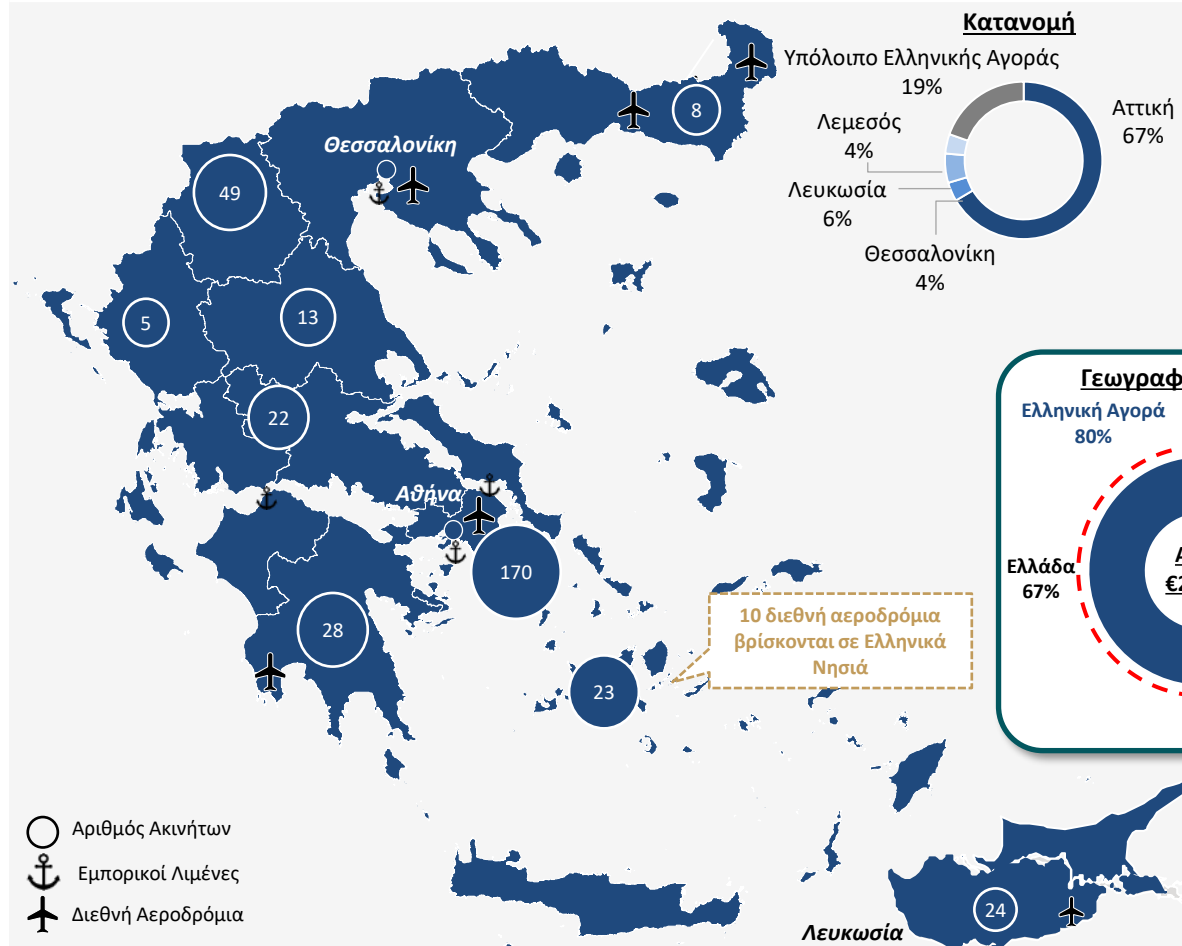 Κατανομή
Υπόλοιπο Ελληνικής Αγοράς
19%
Αττική
67%
Λεμεσός
4%
Λευκωσία
6%
Θεσσαλονίκη
4%
8
Θεσσαλονίκη
49
5
13
22
Αθήνα
170
28
23
10 διεθνή αεροδρόμια
βρίσκονται σε Ελληνικά
Νησιά
Γεωγραφ
Ελληνική Αγορά
80%
Ελλάδα
67%
Α
€2
Αριθμός Ακινήτων
Εμπορικοί Λιμένες
Διεθνή Αεροδρόμια
24
Λευκωσία